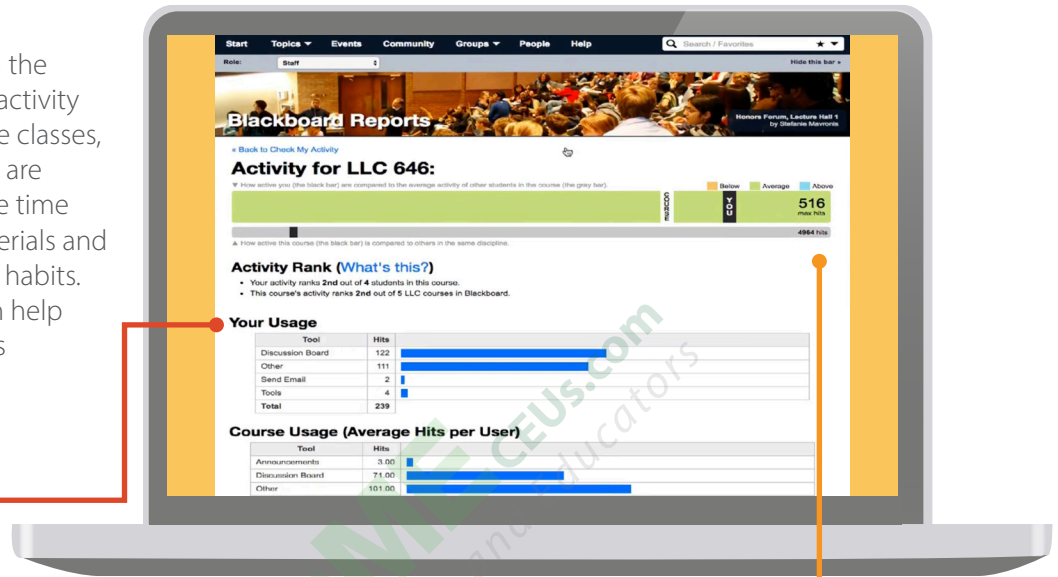 the
activity
e classes,
are
e time
erials and
habits.
help
s
Start Topics Events Community Groups People Help Search / Favorites
Role: Staff Hide this bar »
Blackboard Reports
Honors Forum, Lecture Hall 1
by Stefanie Mavronis
« Back to Check My Activity
Activity for LLC 646:
▼ How active you (the black bar) are compared to the average activity of other students in the course (the gray bar).
Below Average Above
COURSE YOU 516
max hits
4964 hits
▲ How active this course (the black bar) is compared to others in the same discipline.
Activity Rank (What's this?)
• Your activity ranks 2nd out of 4 students in this course.
• This course's activity ranks 2nd out of 5 LLC courses in Blackboard.
Your Usage
Tool Hits
Discussion Board 122
Other 111
Send Email 2
Tools 4
Total 239
Course Usage (Average Hits per User)
Tool Hits
Announcements 3.00
Discussion Board 71.00
Other 101.00
CEUs.com
and Educators